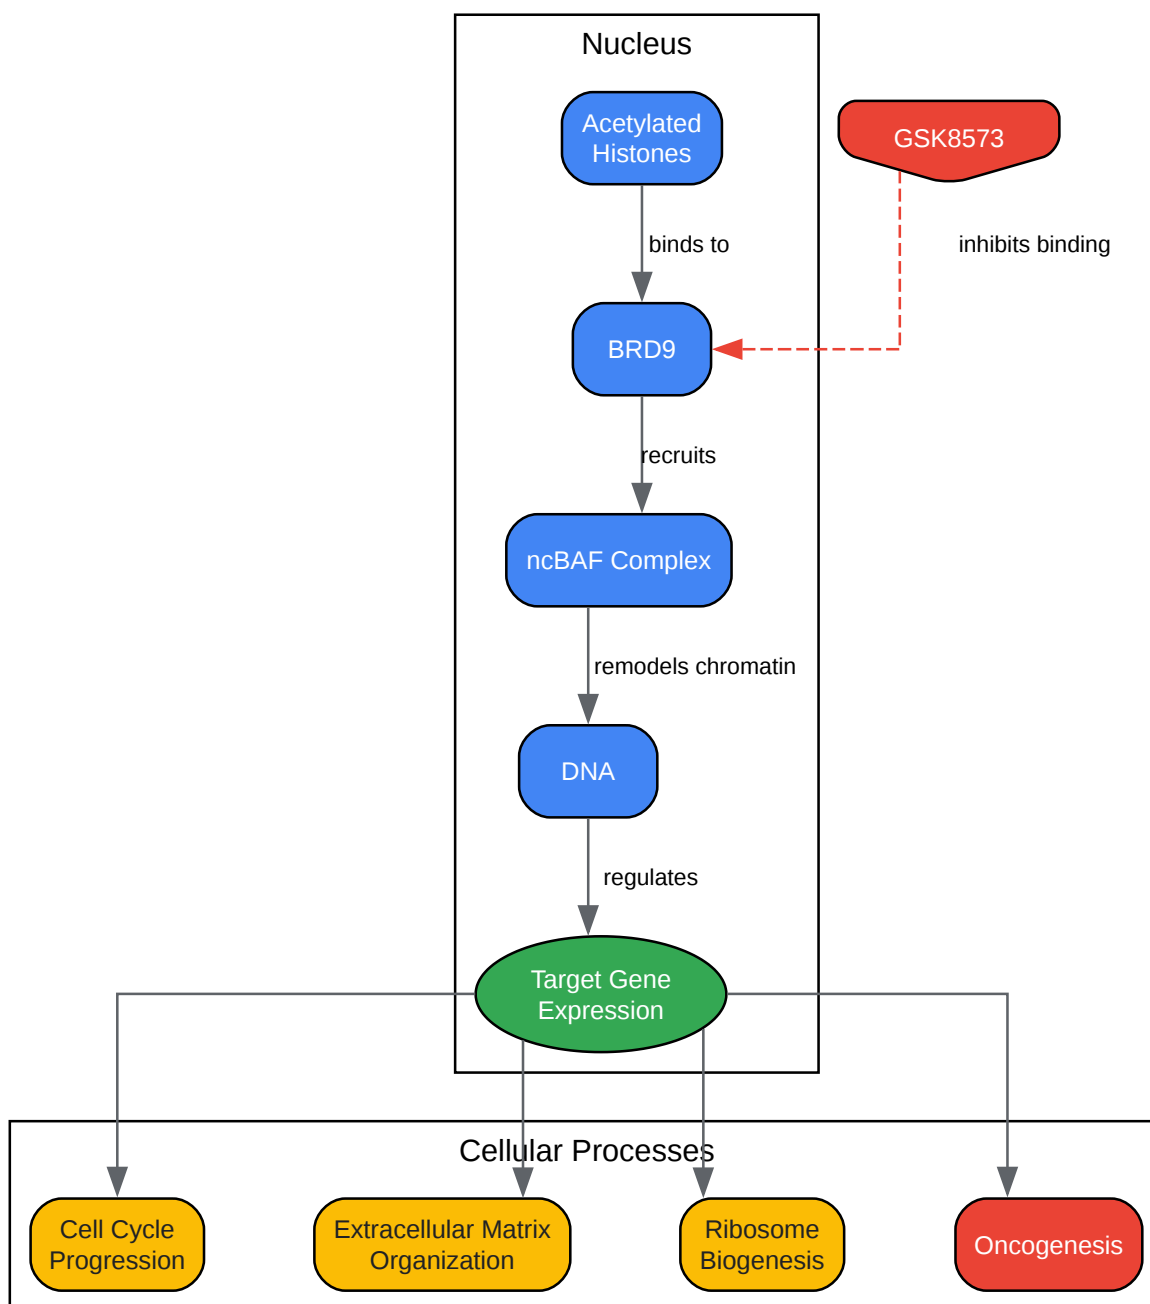 Nucleus
Acetylated
Histones
GSK8573
binds to
inhibits binding
BRD9
recruits
ncBAF Complex
remodels chromatin
DNA
regulates
Target Gene
Expression
Cellular Processes
Cell Cycle
Progression
Extracellular Matrix
Organization
Ribosome
Biogenesis
Oncogenesis